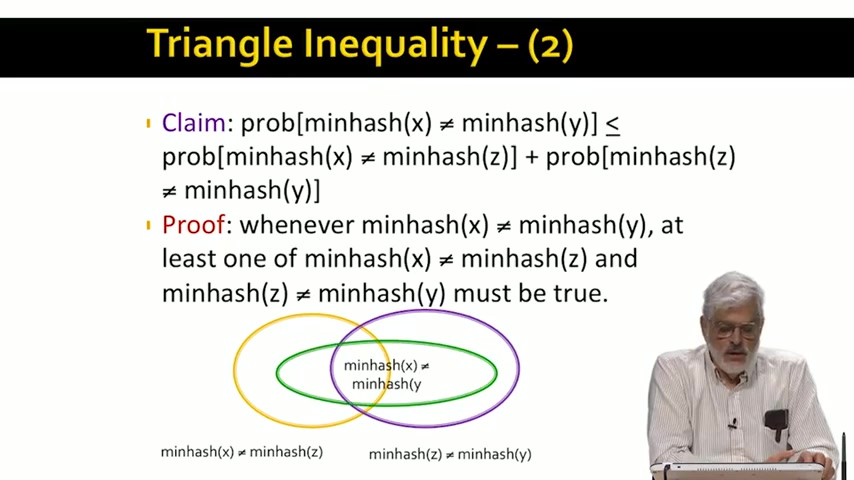 Triangle Inequality – (2)
Claim: prob[minhash(x) ≠ minhash(y)] ≤
prob[minhash(x) ≠ minhash(z)] + prob[minhash(z)
≠ minhash(y)]
Proof: whenever minhash(x) ≠ minhash(y), at
least one of minhash(x) ≠ minhash(z) and
minhash(z) ≠ minhash(y) must be true.
minhash(x) ≠
minhash(y
minhash(x) ≠ minhash(z)
minhash(z) ≠ minhash(y)